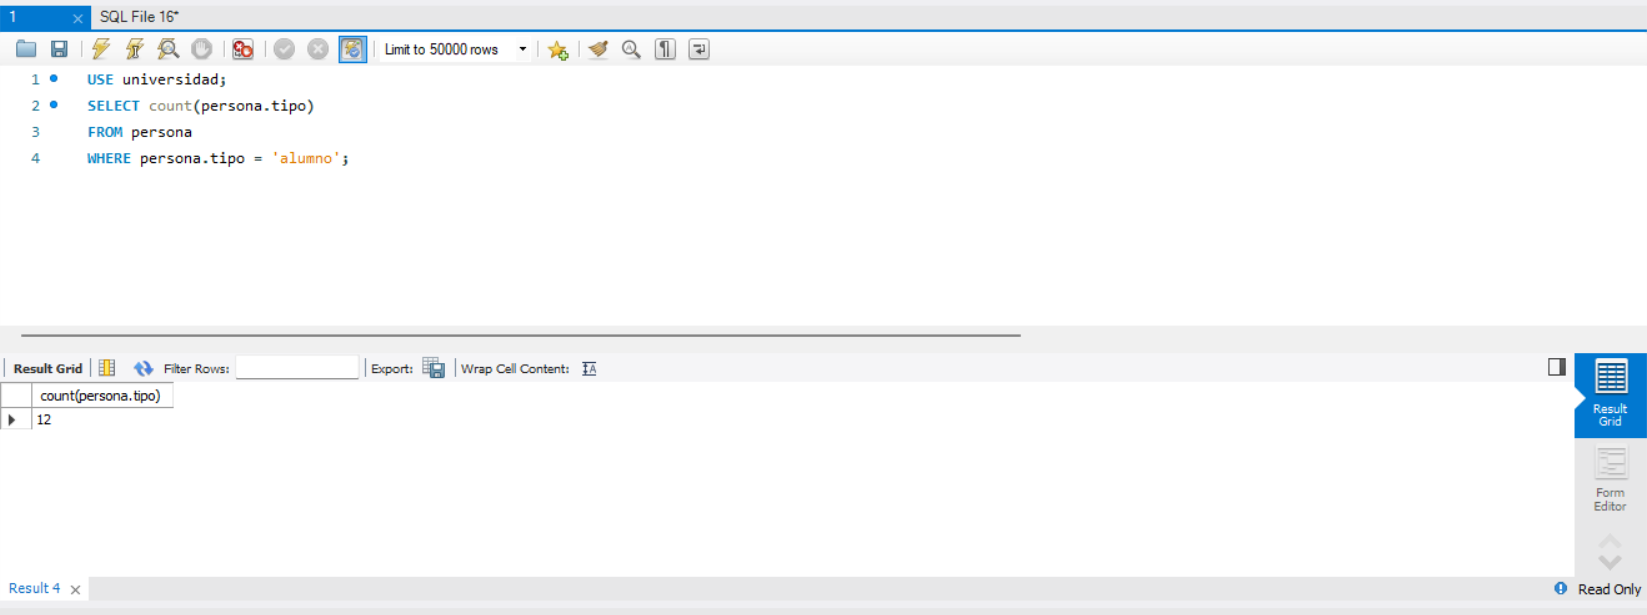 1 SQL File 16*
Limit to 50000 rows
1 USE universidad;
2 SELECT count(persona.tipo)
3 FROM persona
4 WHERE persona.tipo = 'alumno';
Result Grid Filter Rows: Export: Wrap Cell Content:
count(persona.tipo)
12
Result
Grid
Form
Editor
Result 4 Read Only